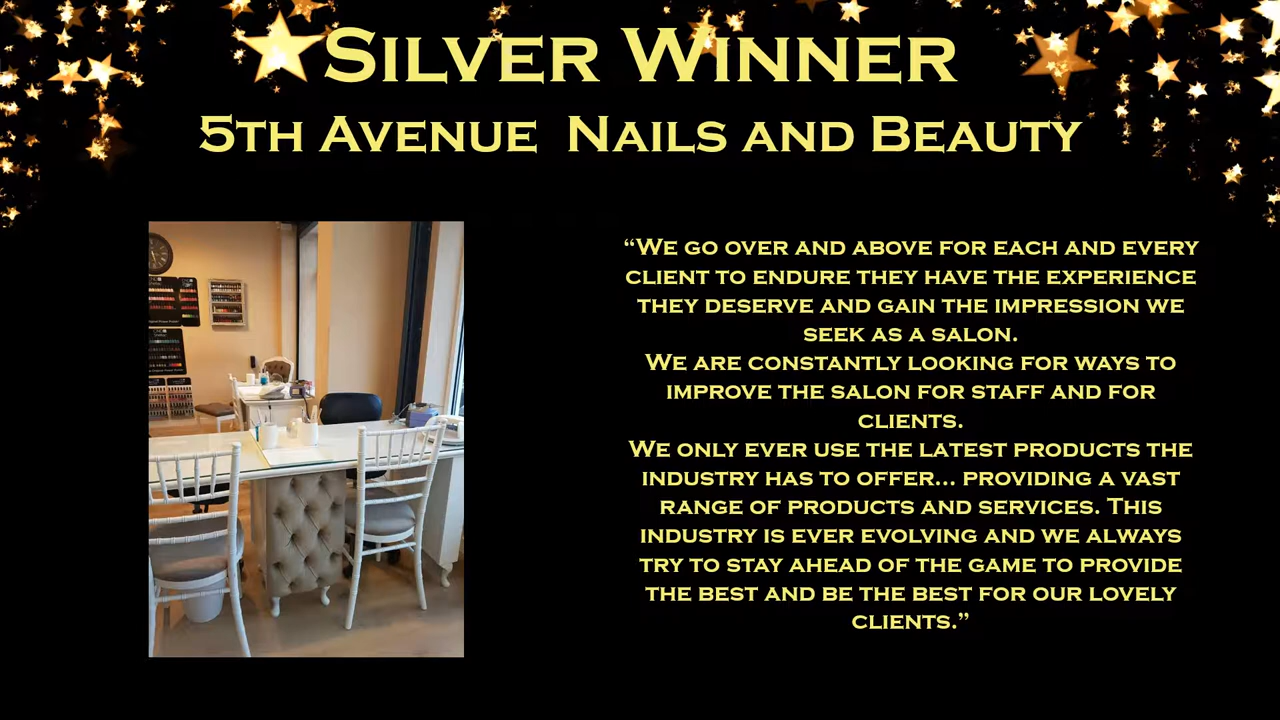 Silver Winner
5th Avenue Nails and Beauty
“We go over and above for each and every
client to endure they have the experience
they deserve and gain the impression we
seek as a salon.
We are constantly looking for ways to
improve the salon for staff and for
clients.
We only ever use the latest products the
industry has to offer... providing a vast
range of products and services. This
industry is ever evolving and we always
try to stay ahead of the game to provide
the best and be the best for our lovely
clients.”